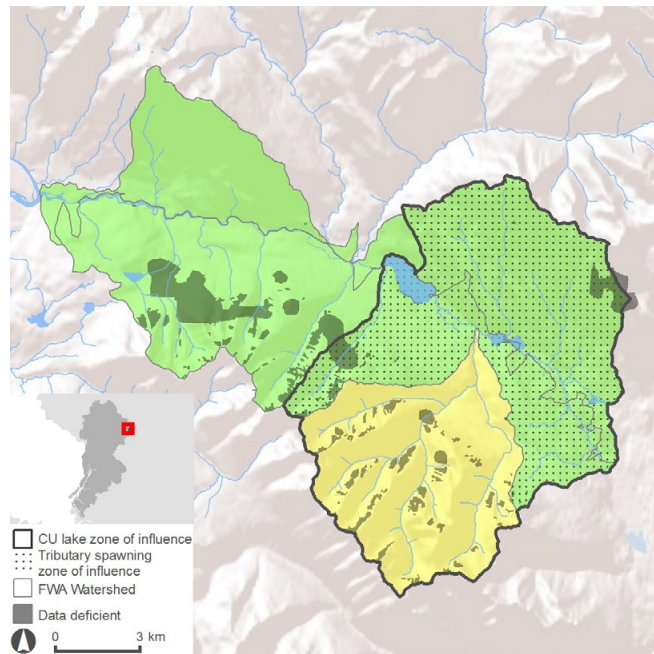 CU lake zone of influence
Tributary spawning
zone of influence
FWA Watershed
Data deficient
0 3 km